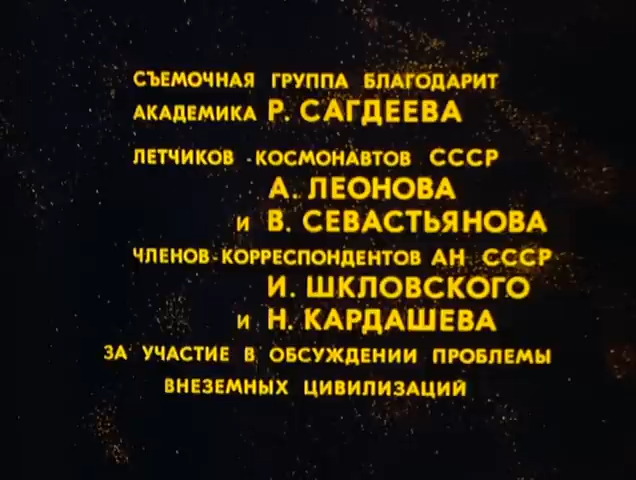 СЪЕМОЧНАЯ ГРУППА БЛАГОДАРИТ
АКАДЕМИКА Р. САГДЕЕВА
ЛЕТЧИКОВ-КОСМОНАВТОВ СССР
А. ЛЕОНОВА
и В. СЕВАСТЬЯНОВА
ЧЛЕНОВ-КОРРЕСПОНДЕНТОВ АН СССР
И. ШКЛОВСКОГО
и Н. КАРДАШЕВА
ЗА УЧАСТИЕ В ОБСУЖДЕНИИ ПРОБЛЕМЫ
ВНЕЗЕМНЫХ ЦИВИЛИЗАЦИЙ